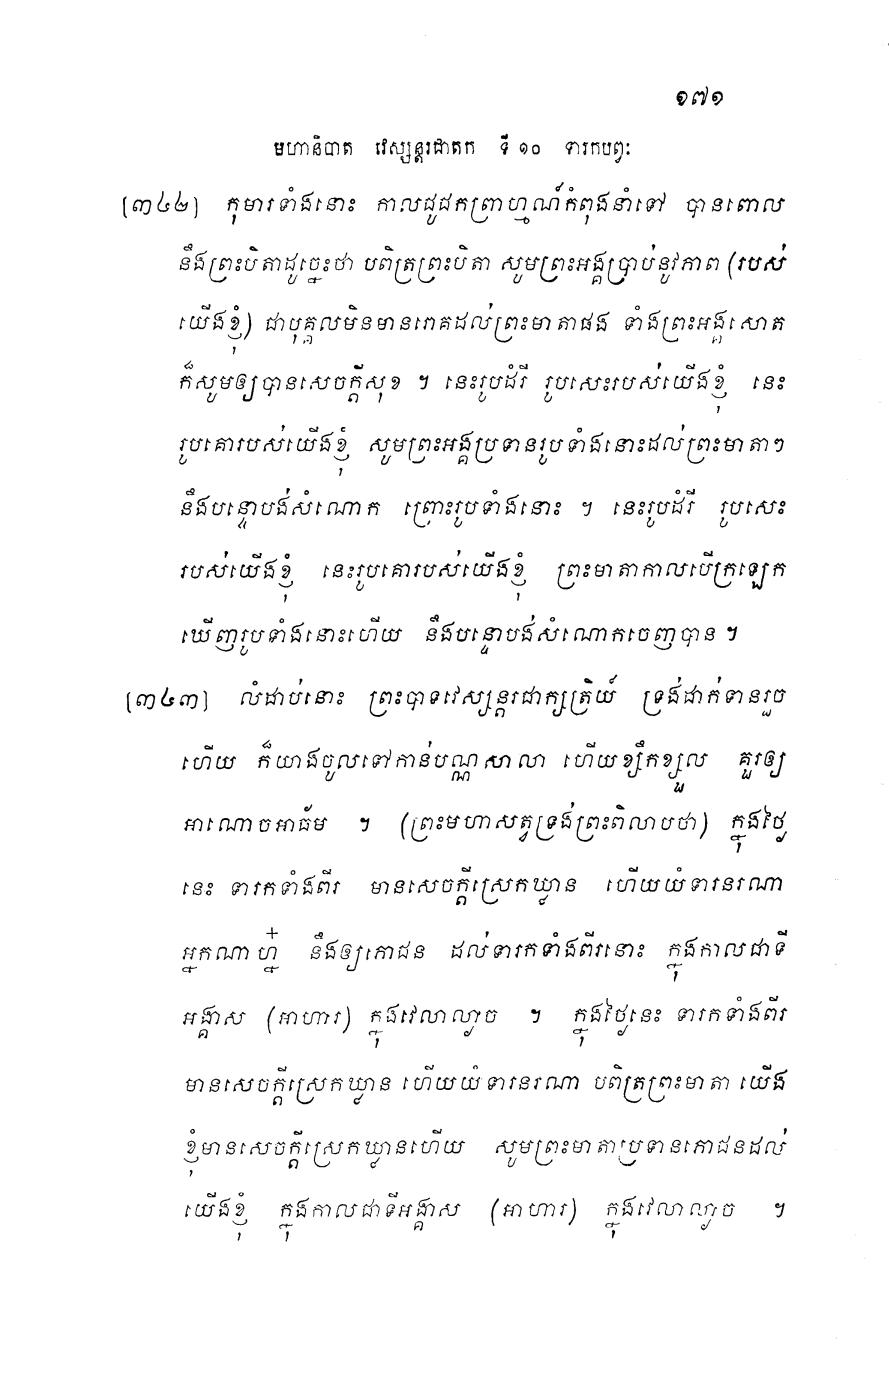 ១៧១
មហានិបាត វេស្សន្តរជាតក ទី ១០ ទារកបព្វៈ
[៣៤២] កុមារទាំងនោះ កាលជូជកព្រាហ្មណ៍កំពុងនាំទៅ បានពោល
នឹងព្រះបិតាដូច្នេះថា បពិត្រព្រះបិតា សូមព្រះអង្គប្រាប់នូវភាព (របស់
យើងខ្ញុំ) ជាបុគ្គលមិនមានរោគដល់ព្រះមាតាផង ទាំងព្រះអង្គសោត
ក៏សូមឲ្យបានសេចក្តីសុខ ។ នេះរូបដំរី រូបសេះរបស់យើងខ្ញុំ នេះ
រូបគោរបស់យើងខ្ញុំ សូមព្រះអង្គប្រទានរូបទាំងនោះដល់ព្រះមាតាៗ
នឹងបន្ទោបង់សំណោក ព្រោះរូបទាំងនោះ ។ នេះរូបដំរី រូបសេះ
របស់យើងខ្ញុំ នេះរូបគោរបស់យើងខ្ញុំ ព្រះមាតាកាលបើក្រឡេក
ឃើញរូបទាំងនោះហើយ នឹងបន្ទោបង់សំណោកចេញបាន ។
[៣៤៣] លំដាប់នោះ ព្រះបាទវេស្សន្តរជាក្សត្រិយ៍ ទ្រង់ដាក់ទានរួច
ហើយ ក៏យាងចូលទៅកាន់បណ្ណសាលា ហើយខ្សឹកខ្សួល គួរឲ្យ
អាណោចអាធ័ម ។ (ព្រះមហាសត្វទ្រង់ព្រះពិលាបថា) ក្នុងថ្ងៃ
នេះ ទារកទាំងពីរ មានសេចក្តីស្រេកឃ្លាន ហើយយំទារនរណា
អ្នកណាហ្ន៎ នឹងឲ្យភោជន ដល់ទារកទាំងពីរនោះ ក្នុងកាលជាទី
អង្គាស (អាហារ) ក្នុងវេលាល្ងាច ។ ក្នុងថ្ងៃនេះ ទារកទាំងពីរ
មានសេចក្តីស្រេកឃ្លាន ហើយយំទារនរណា បពិត្រព្រះមាតា យើង
ខ្ញុំមានសេចក្តីស្រេកឃ្លានហើយ សូមព្រះមាតាប្រទានភោជនដល់
យើងខ្ញុំ ក្នុងកាលជាទីអង្គាស (អាហារ) ក្នុងវេលាល្ងាច ។